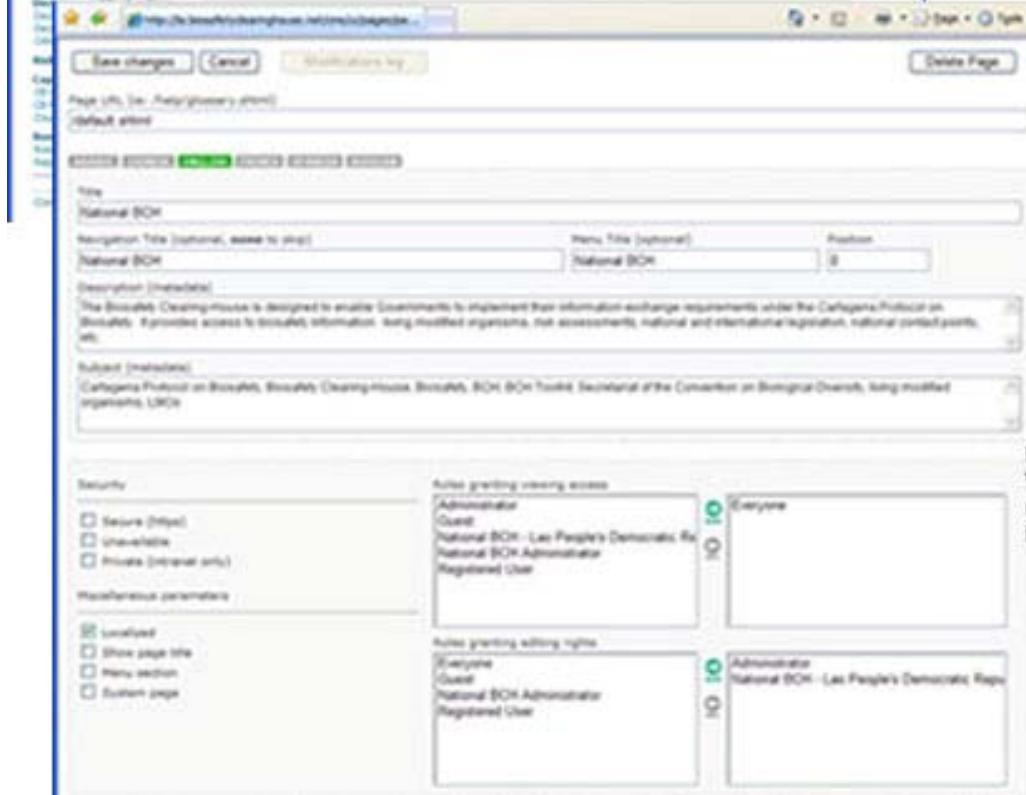 Save changes Cancel Modifications log Delete Page
Page URL (ie. /help/glossary.shtml)
/default.shtml
ENGLISH
Title
National BCH
Navigation Title (optional, none to skip) Menu Title (optional) Position
National BCH National BCH 0
Description (metadata)
The Biosafety Clearing-House is designed to enable Governments to implement their information exchange requirements under the Cartagena Protocol on
Biosafety. It provides access to biosafety information: living modified organisms, risk assessments, national and international legislation, national contact points,
etc.
Subject (metadata)
Cartagena Protocol on Biosafety, Biosafety Clearing-House, Biosafety, BCH, BCH Toolkit, Secretariat of the Convention on Biological Diversity, living modified
organisms, LMOs
Security
Secure (https)
Unavailable
Private (intranet only)
Miscellaneous parameters
Localized
Show page title
Menu section
System page
Roles granting viewing access
Administrator
Guest
National BCH - Lao People's Democratic Re
National BCH Administrator
Registered User
Everyone
Roles granting editing rights
Everyone
Guest
National BCH Administrator
Registered User
Administrator
National BCH - Lao People's Democratic Repu